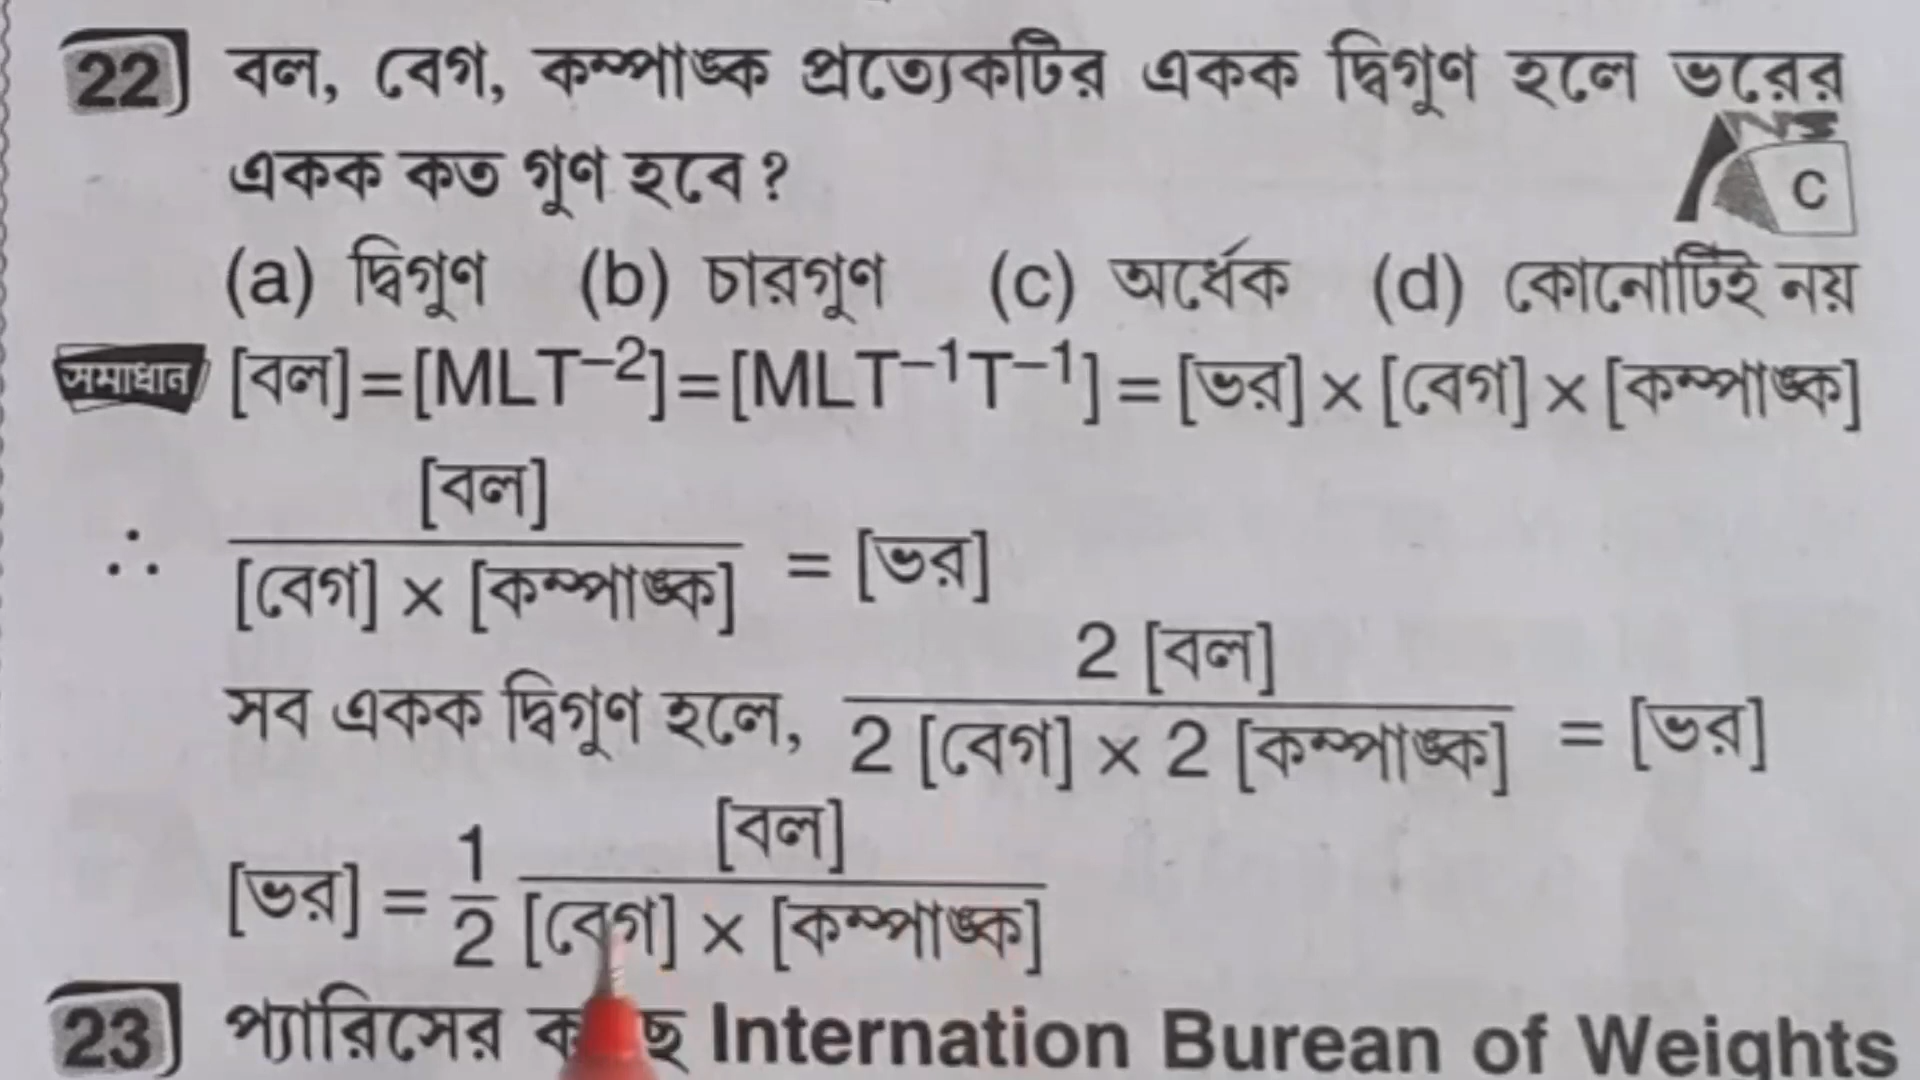 22 বল, বেগ, কম্পাঙ্ক প্রত্যেকটির একক দ্বিগুণ হলে ভরের
একক কত গুণ হবে?
ANS C
(a) দ্বিগুণ (b) চারগুণ (c) অর্ধেক (d) কোনোটিই নয়
সমাধান [বল]=[MLT⁻²]=[MLT⁻¹T⁻¹]=[ভর]×[বেগ]×[কম্পাঙ্ক]
[বল]
∴ [বেগ] × [কম্পাঙ্ক] = [ভর]
2 [বল]
সব একক দ্বিগুণ হলে, 2 [বেগ] × 2 [কম্পাঙ্ক] = [ভর]
[বল]
[ভর] = 1/2 [বেগ] × [কম্পাঙ্ক]
23 প্যারিসের Internation Burean of Weights